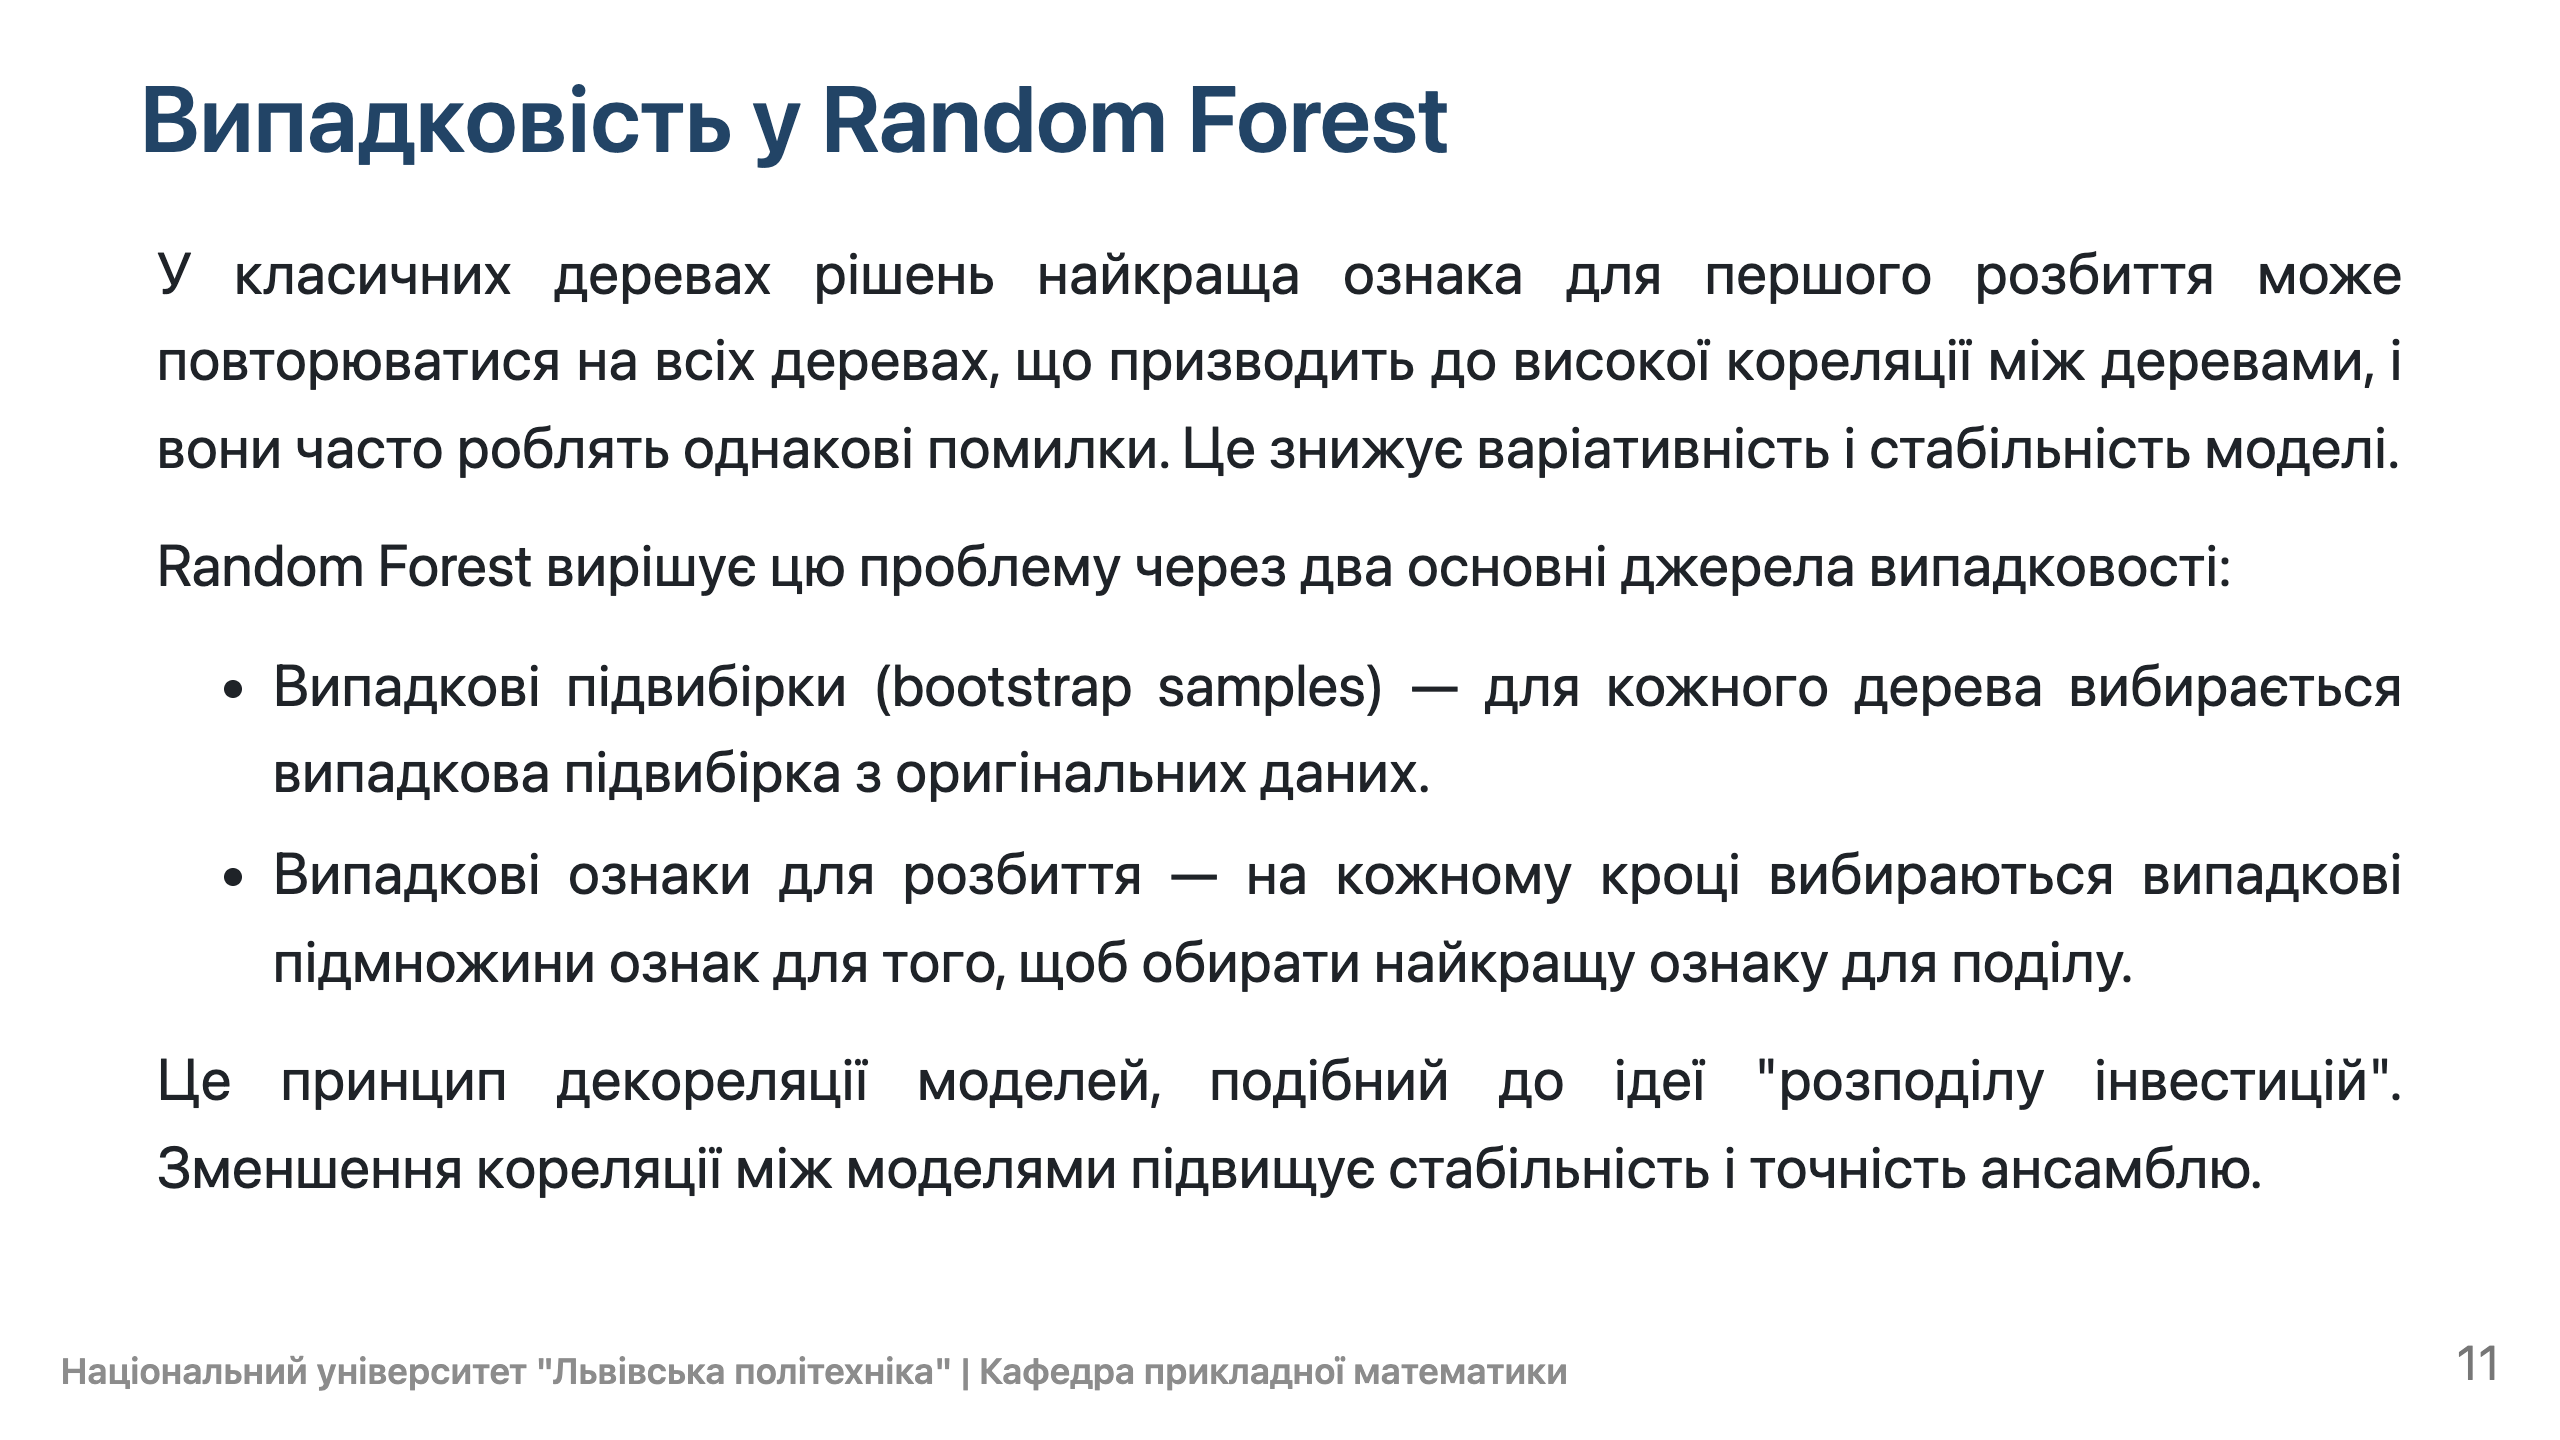 Випадковість у Random Forest
У класичних деревах рішень найкраща ознака для першого розбиття може
повторюватися на всіх деревах, що призводить до високої кореляції між деревами, і
вони часто роблять однакові помилки. Це знижує варіативність і стабільність моделі.
Random Forest вирішує цю проблему через два основні джерела випадковості:
• Випадкові підвибірки (bootstrap samples) — для кожного дерева вибирається
випадкова підвибірка з оригінальних даних.
• Випадкові ознаки для розбиття — на кожному кроці вибираються випадкові
підмножини ознак для того, щоб обирати найкращу ознаку для поділу.
Це принцип декореляції моделей, подібний до ідеї "розподілу інвестицій".
Зменшення кореляції між моделями підвищує стабільність і точність ансамблю.
Національний університет "Львівська політехніка" | Кафедра прикладної математики
11